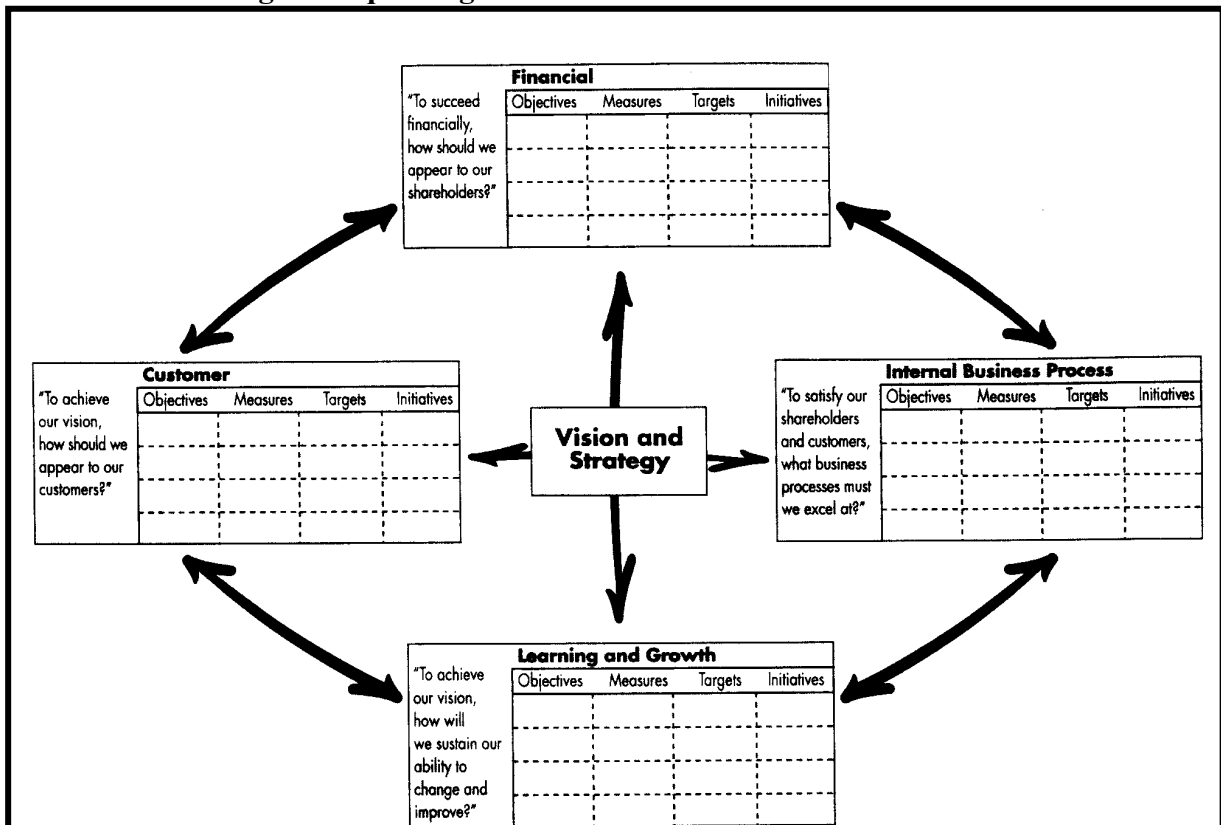 Financial
"To succeed
financially,
how should we
appear to our
shareholders?"
Objectives Measures Targets Initiatives
Customer
"To achieve
our vision,
how should we
appear to our
customers?"
Objectives Measures Targets Initiatives
Vision and
Strategy
Internal Business Process
"To satisfy our
shareholders
and customers,
what business
processes must
we excel at?"
Objectives Measures Targets Initiatives
Learning and Growth
"To achieve
our vision,
how will
we sustain our
ability to
change and
improve?"
Objectives Measures Targets Initiatives